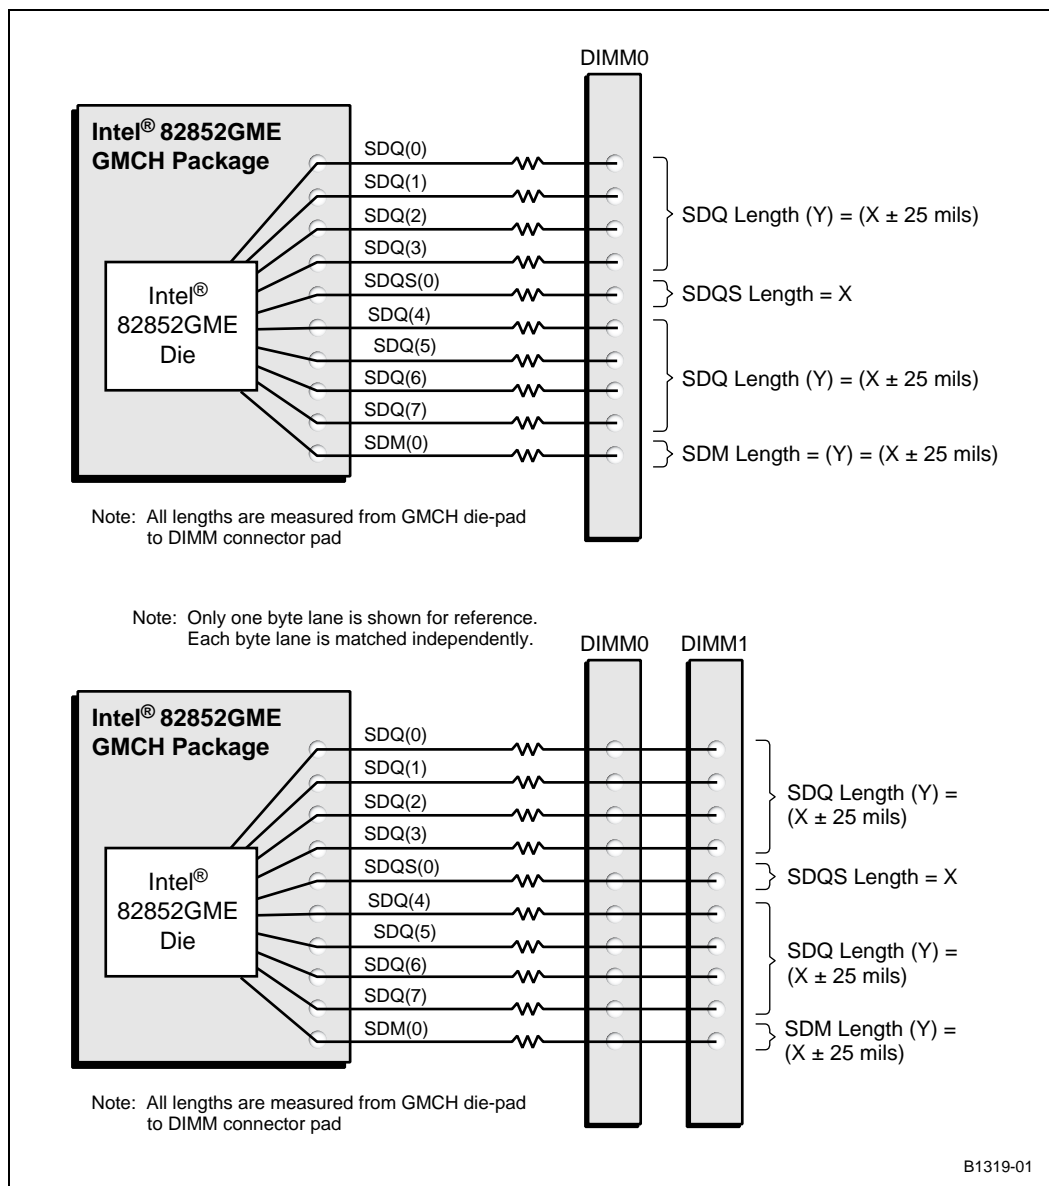 DIMM0
Intel® 82852GME
GMCH Package
SDQ(0)
SDQ(1)
SDQ(2)
SDQ(3)
SDQS(0)
SDQ(4)
SDQ(5)
SDQ(6)
SDQ(7)
SDM(0)
Intel®
82852GME
Die
SDQ Length (Y) = (X ± 25 mils)
SDQS Length = X
SDQ Length (Y) = (X ± 25 mils)
SDM Length = (Y) = (X ± 25 mils)
Note: All lengths are measured from GMCH die-pad
to DIMM connector pad
Note: Only one byte lane is shown for reference.
Each byte lane is matched independently.
DIMM0
DIMM1
Intel® 82852GME
GMCH Package
SDQ(0)
SDQ(1)
SDQ(2)
SDQ(3)
SDQS(0)
SDQ(4)
SDQ(5)
SDQ(6)
SDQ(7)
SDM(0)
Intel®
82852GME
Die
SDQ Length (Y) =
(X ± 25 mils)
SDQS Length = X
SDQ Length (Y) =
(X ± 25 mils)
SDM Length (Y) =
(X ± 25 mils)
Note: All lengths are measured from GMCH die-pad
to DIMM connector pad
B1319-01